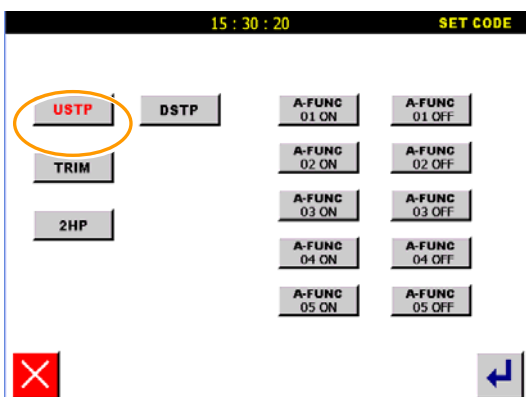 15 : 30 : 20 SET CODE
USTP DSTP A-FUNC A-FUNC
01 ON 01 OFF
TRIM A-FUNC A-FUNC
02 ON 02 OFF
2HP A-FUNC A-FUNC
03 ON 03 OFF
A-FUNC A-FUNC
04 ON 04 OFF
A-FUNC A-FUNC
05 ON 05 OFF